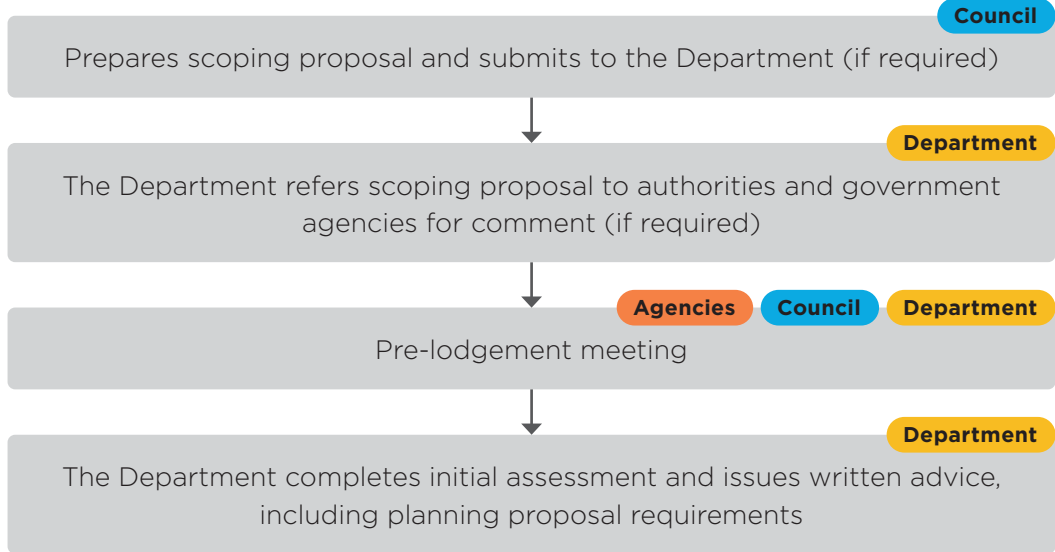 Council
Prepares scoping proposal and submits to the Department (if required)
Department
The Department refers scoping proposal to authorities and government
agencies for comment (if required)
Agencies Council Department
Pre-lodgement meeting
Department
The Department completes initial assessment and issues written advice,
including planning proposal requirements